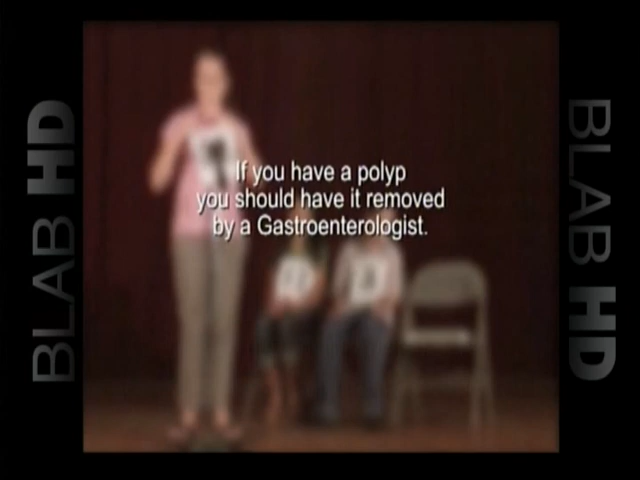 BLAB HD
If you have a polyp
you should have it removed
by a Gastroenterologist.
BLAB HD